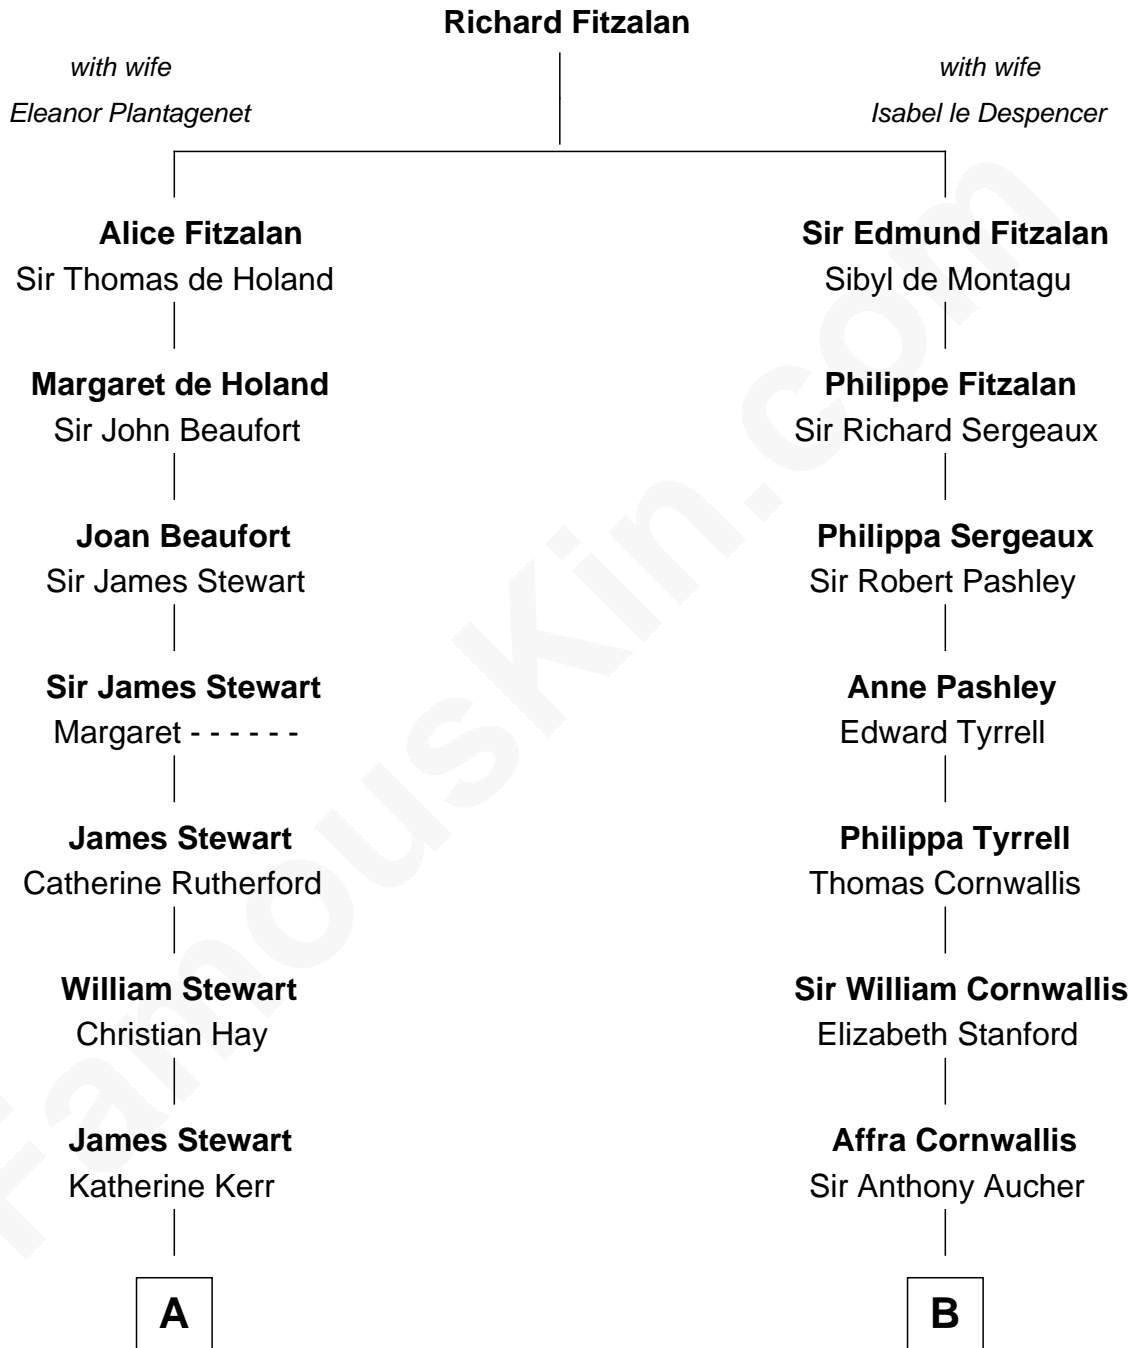 Richard Fitzalan
with wife
Eleanor Plantagenet
with wife
Isabel le Despencer
Alice Fitzalan
Sir Thomas de Holand
Margaret de Holand
Sir John Beaufort
Joan Beaufort
Sir James Stewart
Sir James Stewart
Margaret - - - - - -
James Stewart
Catherine Rutherford
William Stewart
Christian Hay
James Stewart
Katherine Kerr
A
Sir Edmund Fitzalan
Sibyl de Montagu
Philippe Fitzalan
Sir Richard Sergeaux
Philippa Sergeaux
Sir Robert Pashley
Anne Pashley
Edward Tyrrell
Philippa Tyrrell
Thomas Cornwallis
Sir William Cornwallis
Elizabeth Stanford
Affra Cornwallis
Sir Anthony Aucher
B
FamousKin.com